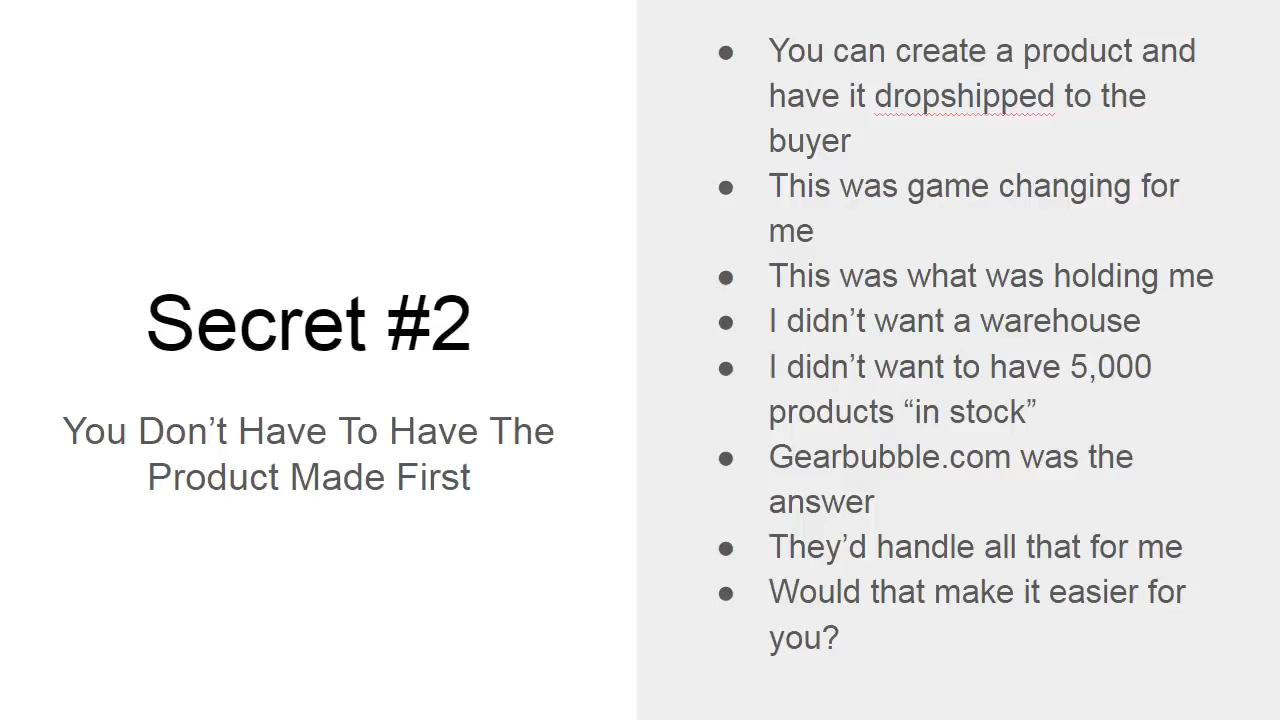 Secret #2
You Don’t Have To Have The
Product Made First
● You can create a product and
have it dropshipped to the
buyer
● This was game changing for
me
● This was what was holding me
● I didn’t want a warehouse
● I didn’t want to have 5,000
products “in stock”
● Gearbubble.com was the
answer
● They’d handle all that for me
● Would that make it easier for
you?